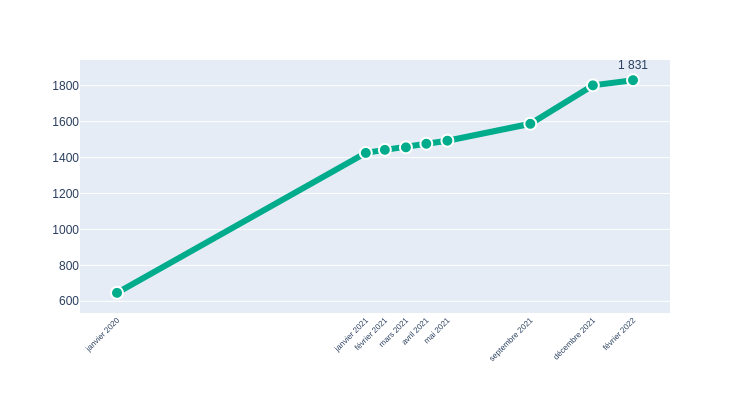 1 831
1800
1600
1400
1200
1000
800
600
janvier 2020
janvier 2021
février 2021
mars 2021
avril 2021
mai 2021
septembre 2021
décembre 2021
février 2022